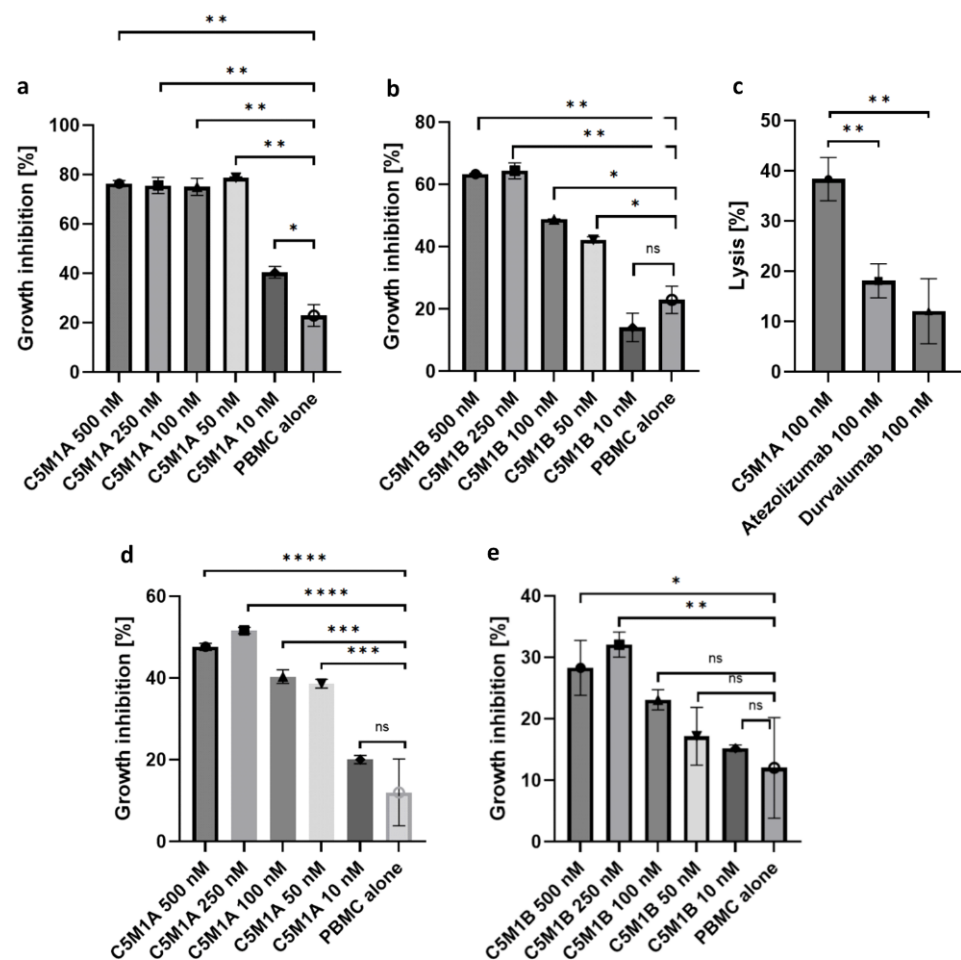 a
**
**
**
**
*
Growth inhibition [%]
100
80
60
40
20
0
C5M1A 500 nM
C5M1A 250 nM
C5M1A 100 nM
C5M1A 50 nM
C5M1A 10 nM
PBMC alone
b
**
**
*
*
ns
Growth inhibition [%]
80
60
40
20
0
C5M1B 500 nM
C5M1B 250 nM
C5M1B 100 nM
C5M1B 50 nM
C5M1B 10 nM
PBMC alone
c
**
**
Lysis [%]
50
40
30
20
10
0
C5M1A 100 nM
Atezolizumab 100 nM
Durvalumab 100 nM
d
****
****
***
***
ns
Growth inhibition [%]
60
40
20
0
C5M1A 500 nM
C5M1A 250 nM
C5M1A 100 nM
C5M1A 50 nM
C5M1A 10 nM
PBMC alone
e
*
**
ns
ns
ns
Growth inhibition [%]
40
30
20
10
0
C5M1B 500 nM
C5M1B 250 nM
C5M1B 100 nM
C5M1B 50 nM
C5M1B 10 nM
PBMC alone